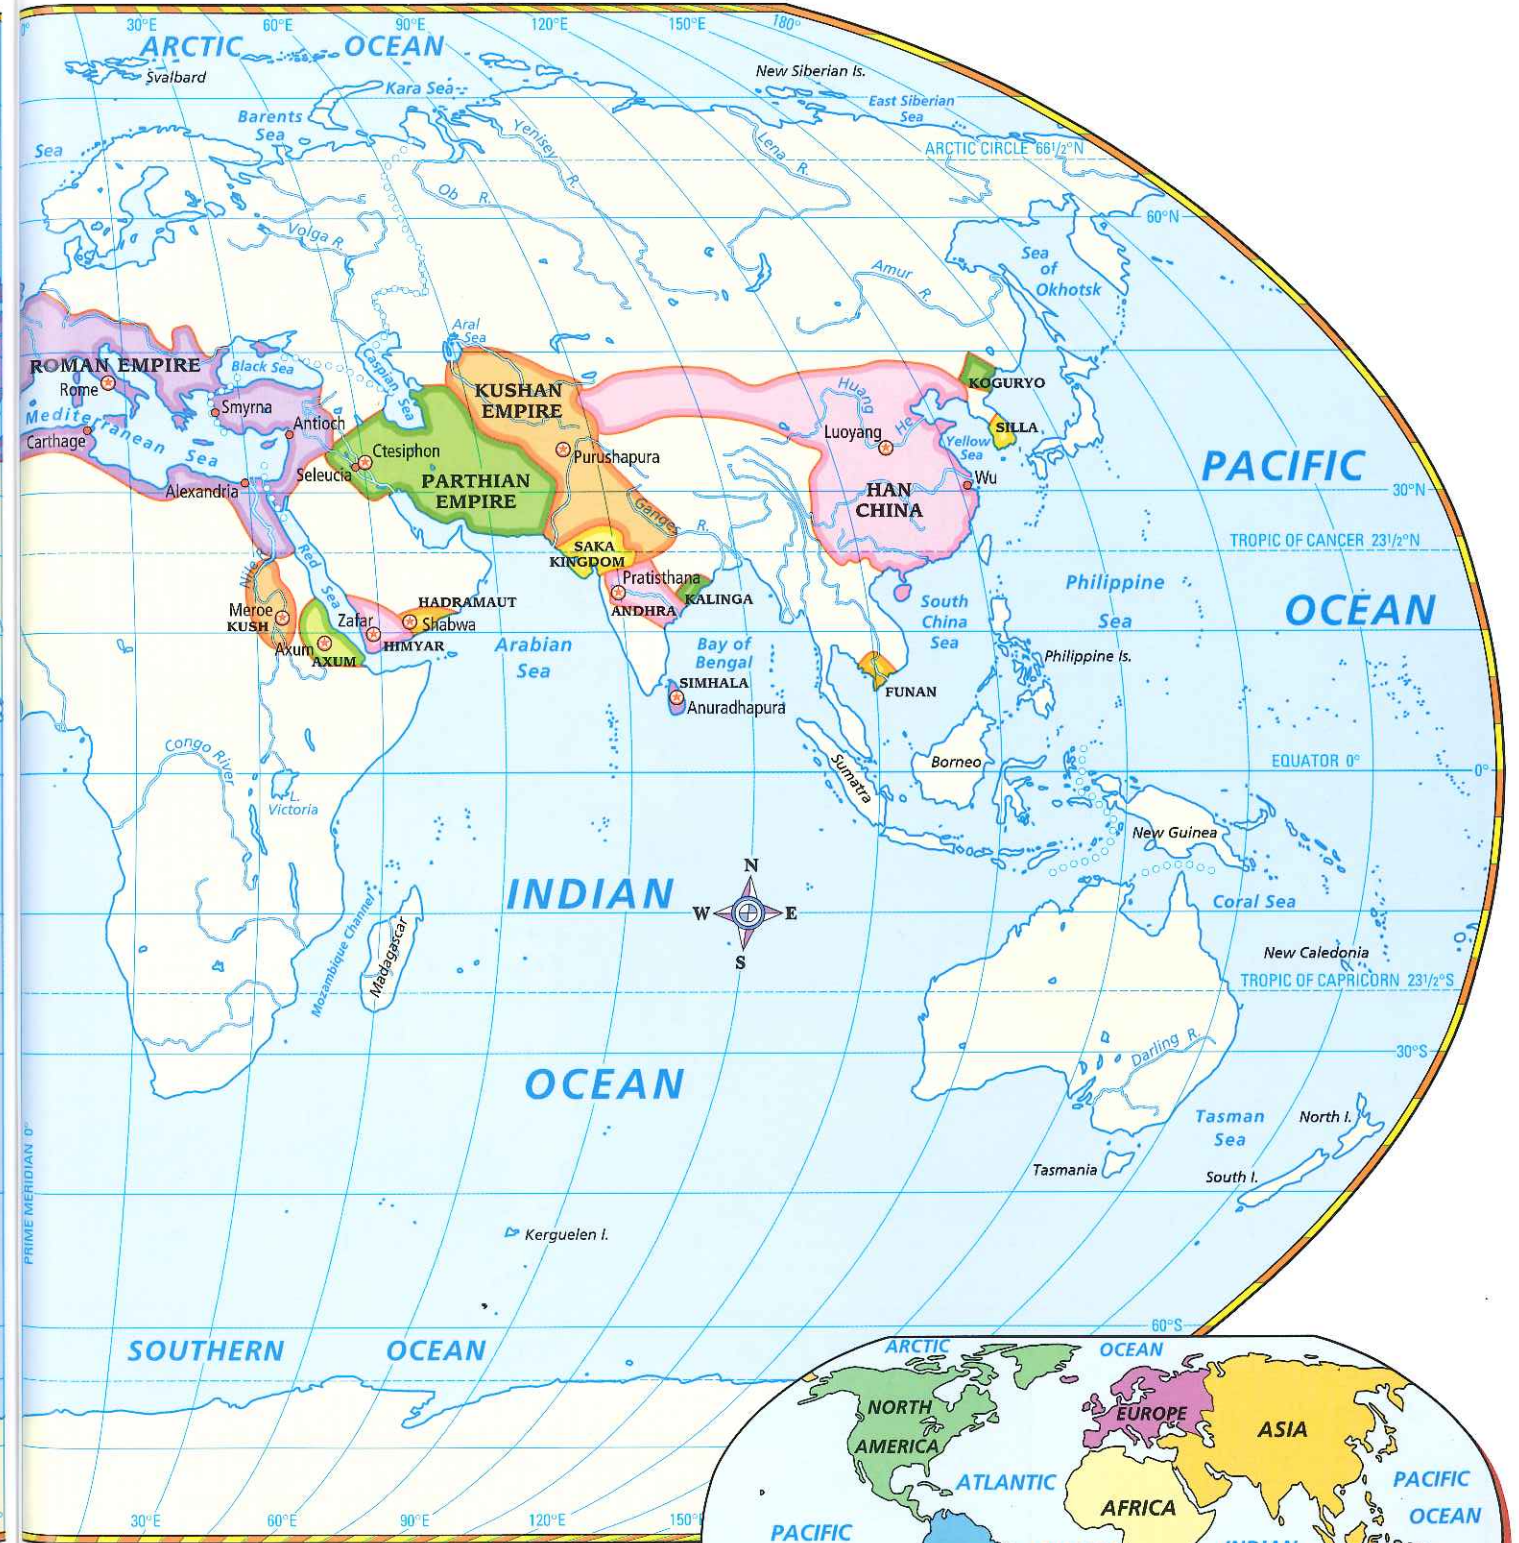 0°
30°E
60°E
90°E
120°E
150°E
180°
ARCTIC OCEAN
Svalbard
New Siberian Is.
Kara Sea
East Siberian
Sea
Barents
Sea
Sea
Yenisey R.
Lena R.
ARCTIC CIRCLE 66½°N
Ob R.
60°N
Volga R.
Sea
of
Okhotsk
Amur R.
Aral
Sea
Caspian Sea
ROMAN EMPIRE
Rome
Black Sea
KUSHAN
EMPIRE
KOGURYO
Huang He
Smyrna
Mediterranean Sea
Antioch
Carthage
Luoyang
SILLA
Yellow
Sea
Ctesiphon
Purushapura
Seleucia
PACIFIC
Alexandria
PARTHIAN
EMPIRE
Wu
30°N
HAN
CHINA
Ganges R.
TROPIC OF CANCER 23½°N
SAKA
KINGDOM
Red Sea
Nile
Pratisthana
Philippine
Sea
HADRAMAUT
KALINGA
South
China
Sea
OCEAN
Meroe
KUSH
Zafar
Shabwa
ANDHRA
Axum
AXUM
HIMYAR
Arabian
Sea
Bay of
Bengal
Philippine Is.
SIMHALA
FUNAN
Anuradhapura
Congo River
Borneo
EQUATOR 0°
0°
Sumatra
L.
Victoria
New Guinea
N
W E
S
INDIAN
Coral Sea
Mozambique Channel
Madagascar
New Caledonia
TROPIC OF CAPRICORN 23½°S
Darling R.
30°S
OCEAN
Tasman
Sea
North I.
PRIME MERIDIAN 0°
Tasmania
South I.
Kerguelen I.
60°S
SOUTHERN OCEAN
ARCTIC OCEAN
NORTH
AMERICA
EUROPE
ASIA
ATLANTIC
AFRICA
PACIFIC
OCEAN
PACIFIC
INDIAN
30°E
60°E
90°E
120°E
150°